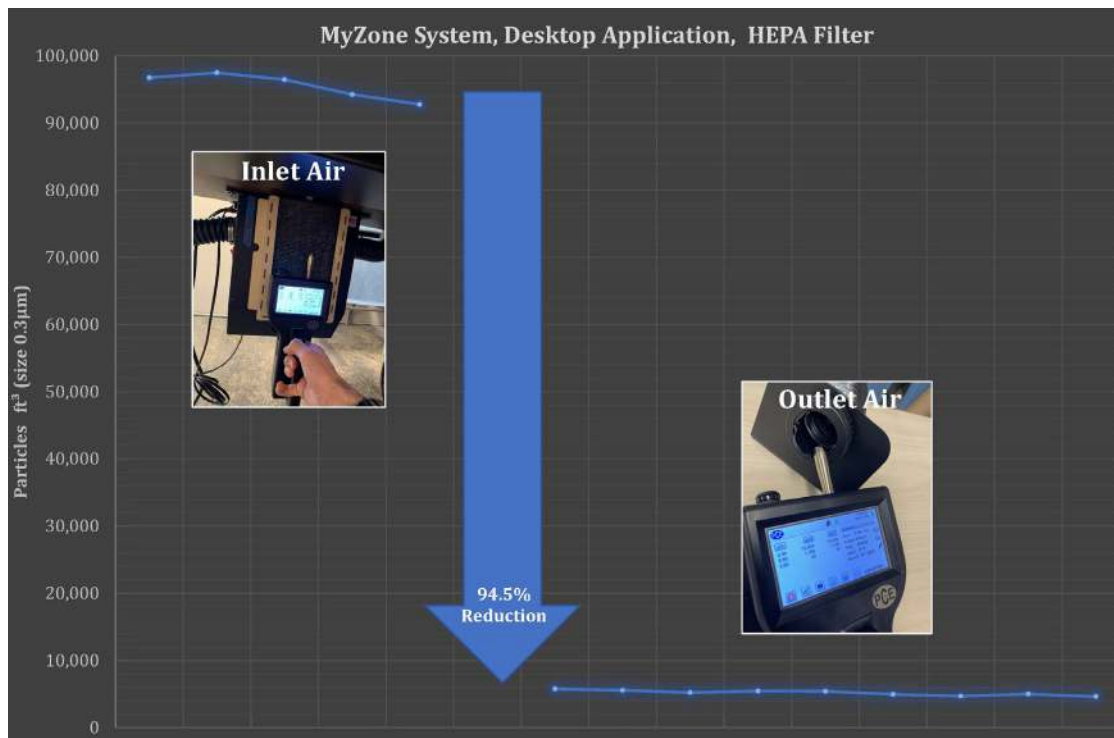 MyZone System, Desktop Application, HEPA Filter
100,000
90,000
80,000
70,000
60,000
50,000
40,000
30,000
20,000
10,000
0
Particles ft³ (size 0.3µm)
Inlet Air
94.5%
Reduction
Outlet Air
PCE